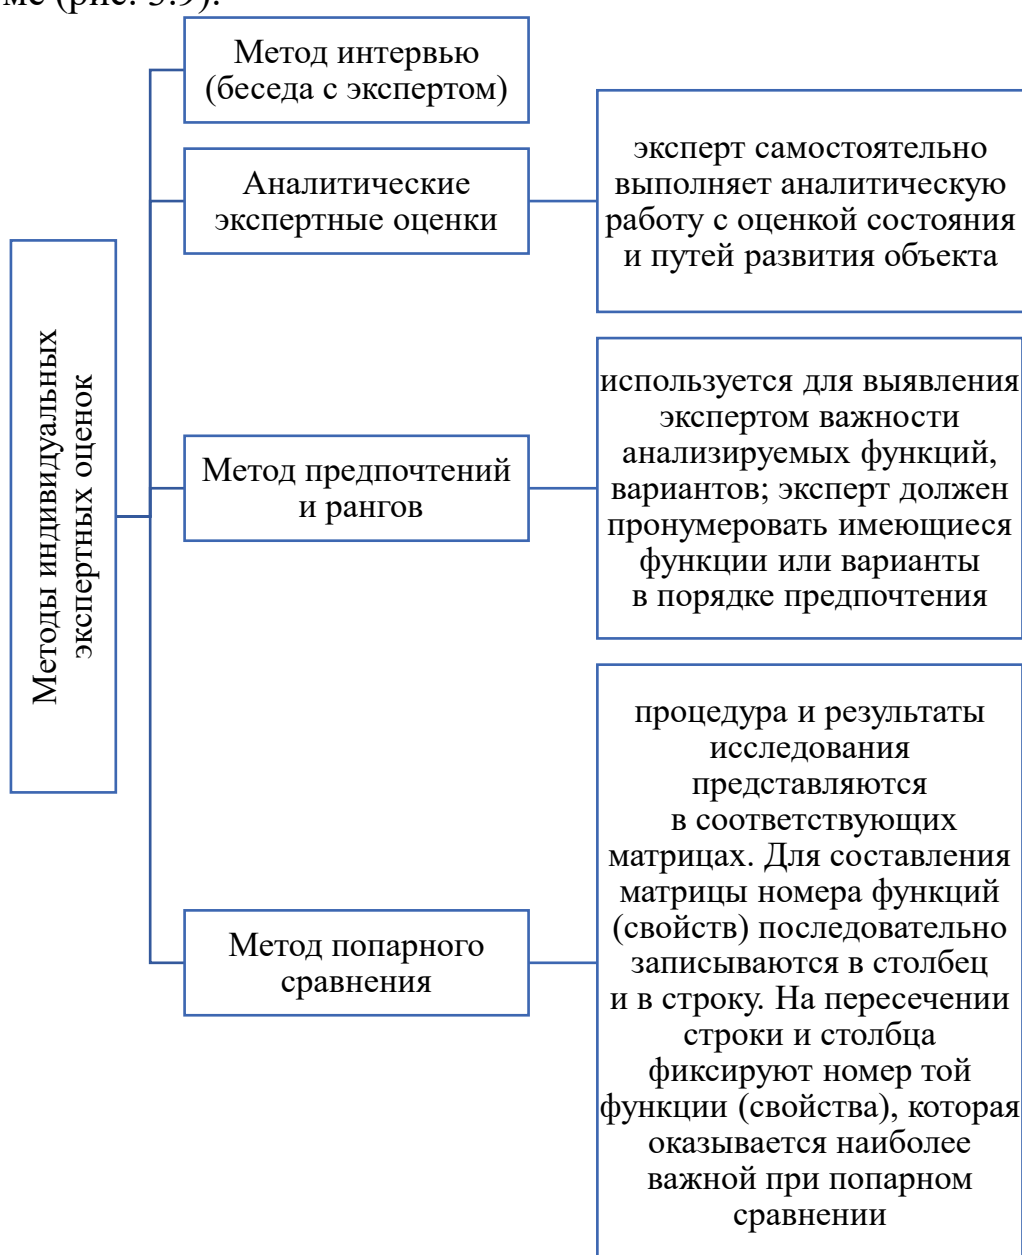 (рис. 3.9).
Метод интервью
(беседа с экспертом)
Аналитические
экспертные оценки
эксперт самостоятельно
выполняет аналитическую
работу с оценкой состояния
и путей развития объекта
Методы индивидуальных
экспертных оценок
Метод предпочтений
и рангов
используется для выявления
экспертом важности
анализируемых функций,
вариантов; эксперт должен
пронумеровать имеющиеся
функции или варианты
в порядке предпочтения
Метод попарного
сравнения
процедура и результаты
исследования
представляются
в соответствующих
матрицах. Для составления
матрицы номера функций
(свойств) последовательно
записываются в столбец
и в строку. На пересечении
строки и столбца
фиксируют номер той
функции (свойства), которая
оказывается наиболее
важной при попарном
сравнении